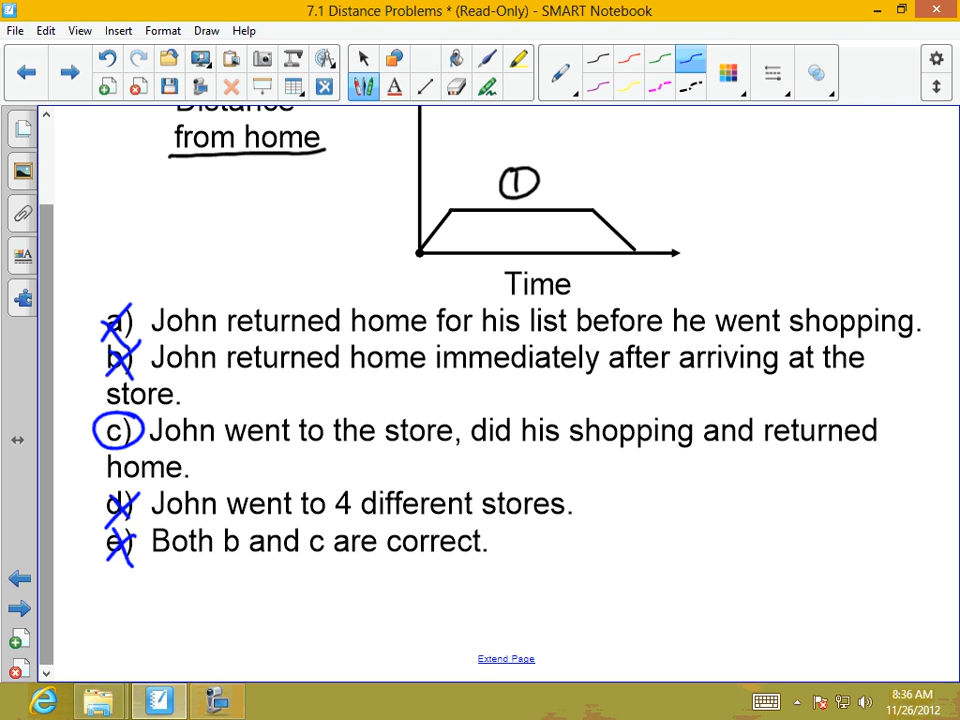 7.1 Distance Problems * (Read-Only) - SMART Notebook
File Edit View Insert Format Draw Help
Distance
from home
1
Time
a) John returned home for his list before he went shopping.
b) John returned home immediately after arriving at the
store.
c) John went to the store, did his shopping and returned
home.
d) John went to 4 different stores.
e) Both b and c are correct.
Extend Page
8:36 AM
11/26/2012